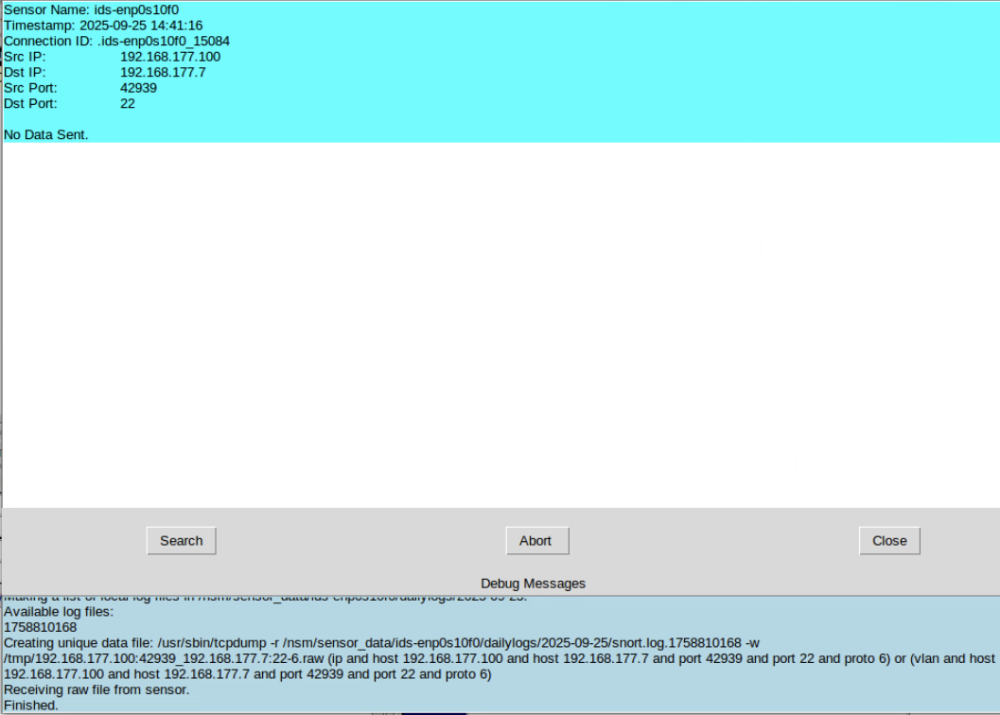 Sensor Name: ids-enp0s10f0
Timestamp: 2025-09-25 14:41:16
Connection ID: .ids-enp0s10f0_15084
Src IP: 192.168.177.100
Dst IP: 192.168.177.7
Src Port: 42939
Dst Port: 22
No Data Sent.
Search Abort Close
Debug Messages
Making a list of local log files in /nsm/sensor_data/ids-enp0s10f0/dailylogs/2025-09-25.
Available log files:
1758810168
Creating unique data file: /usr/sbin/tcpdump -r /nsm/sensor_data/ids-enp0s10f0/dailylogs/2025-09-25/snort.log.1758810168 -w
/tmp/192.168.177.100:42939_192.168.177.7:22-6.raw (ip and host 192.168.177.100 and host 192.168.177.7 and port 42939 and port 22 and proto 6) or (vlan and host
192.168.177.100 and host 192.168.177.7 and port 42939 and port 22 and proto 6)
Receiving raw file from sensor.
Finished.